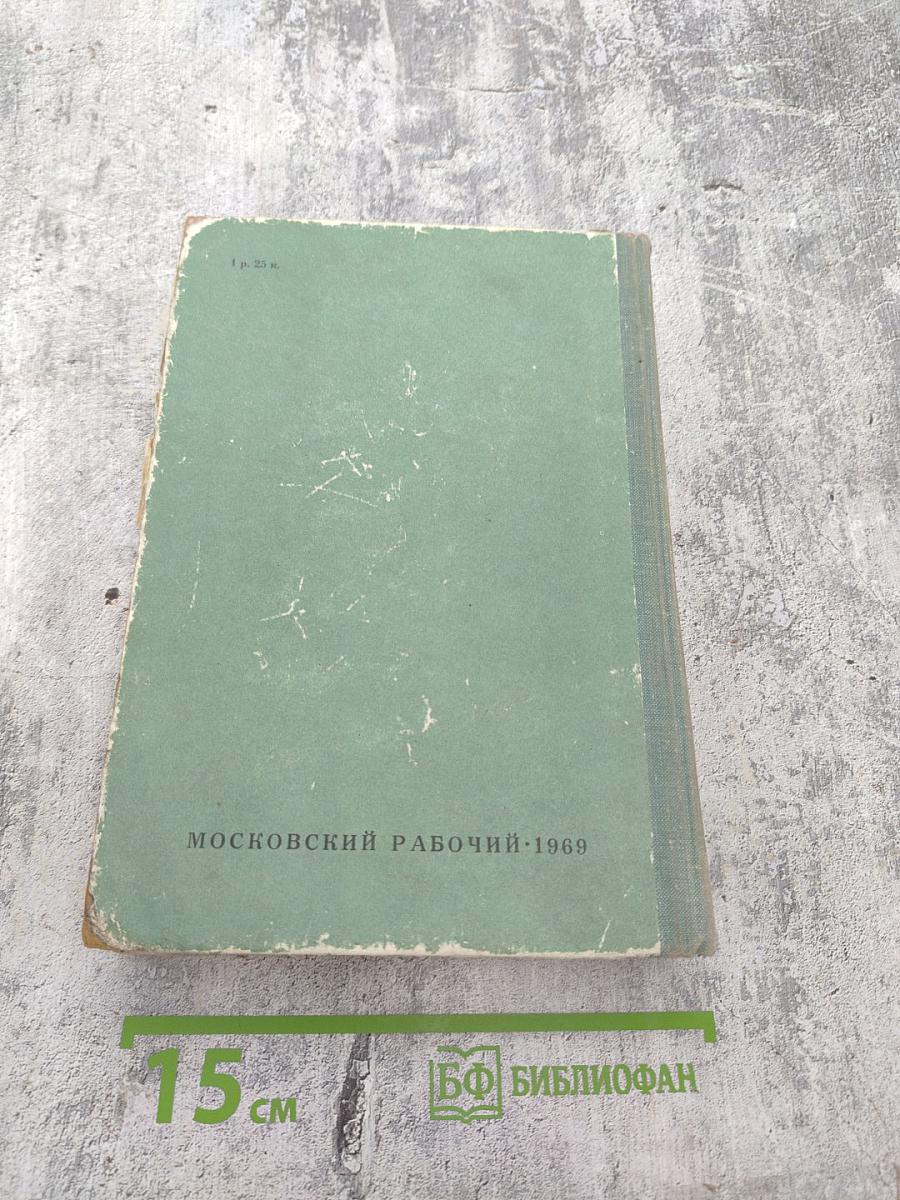 1 р. 25 к.
МОСКОВСКИЙ РАБОЧИЙ·1969
15 см
БФ БИБЛИОФАН